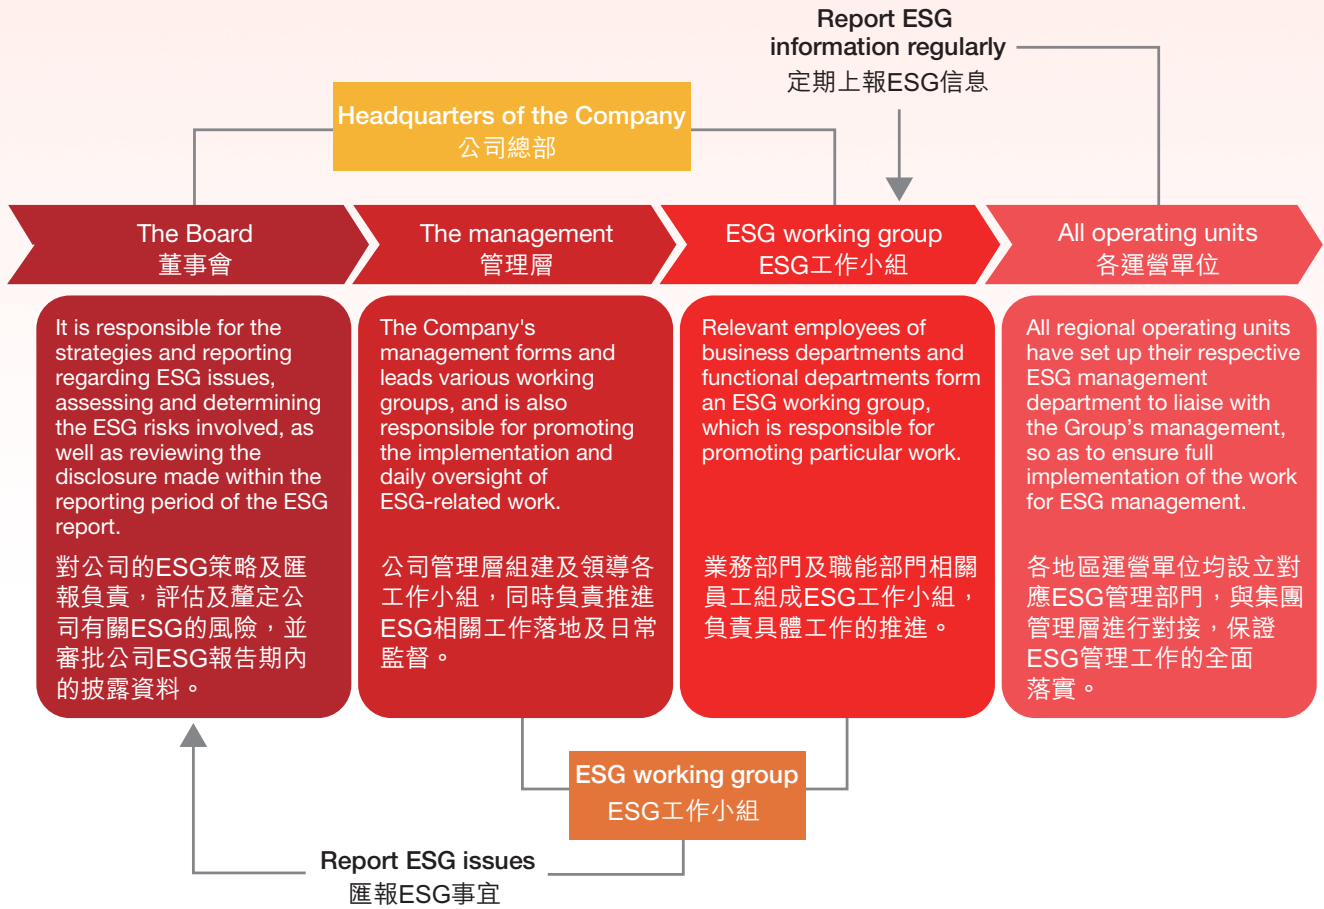 Report ESG
information regularly
定期上報ESG信息
Headquarters of the Company
公司總部
The Board
董事會
The management
管理層
ESG working group
ESG工作小組
All operating units
各運營單位
It is responsible for the
strategies and reporting
regarding ESG issues,
assessing and determining
the ESG risks involved, as
well as reviewing the
disclosure made within the
reporting period of the ESG
report.
對公司的ESG策略及匯
報負責，評估及釐定公
司有關ESG的風險，並
審批公司ESG報告期內
的披露資料。
The Company's
management forms and
leads various working
groups, and is also
responsible for promoting
the implementation and
daily oversight of
ESG-related work.
公司管理層組建及領導各
工作小組，同時負責推進
ESG相關工作落地及日常
監督。
Relevant employees of
business departments and
functional departments form
an ESG working group,
which is responsible for
promoting particular work.
業務部門及職能部門相關
員工組成ESG工作小組，
負責具體工作的推進。
All regional operating units
have set up their respective
ESG management
department to liaise with
the Group’s management,
so as to ensure full
implementation of the work
for ESG management.
各地區運營單位均設立對
應ESG管理部門，與集團
管理層進行對接，保證
ESG管理工作的全面
落實。
ESG working group
ESG工作小組
Report ESG issues
匯報ESG事宜